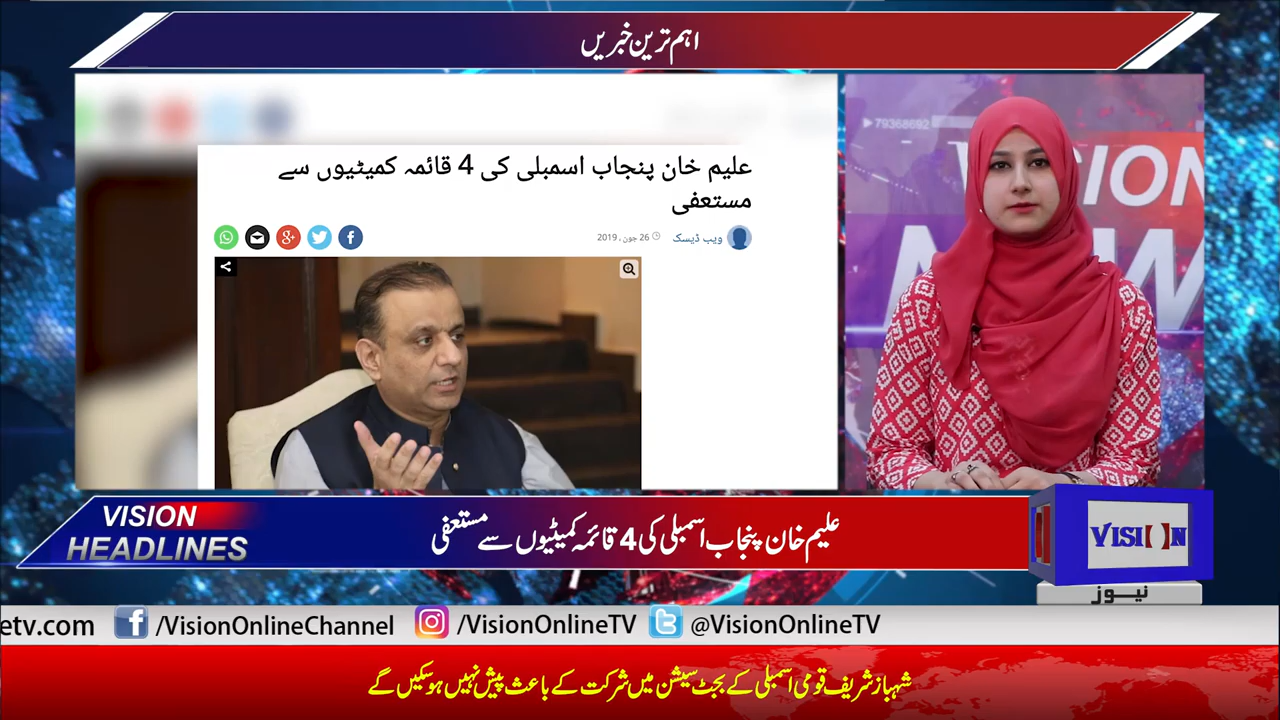 اہم ترین خبریں
79368692
VISION
علیم خان پنجاب اسمبلی کی 4 قائمہ کمیٹیوں سے
مستعفی
ویب ڈیسک
26 جون ، 2019
VISION
HEADLINES
علیم خان پنجاب اسمبلی کی 4 قائمہ کمیٹیوں سے مستعفی
VISION
نیوز
etv.com
/VisionOnlineChannel
/VisionOnlineTV
@VisionOnlineTV
شہباز شریف قومی اسمبلی کے بجٹ سیشن میں شرکت کے باعث پیش نہیں ہوسکیں گے